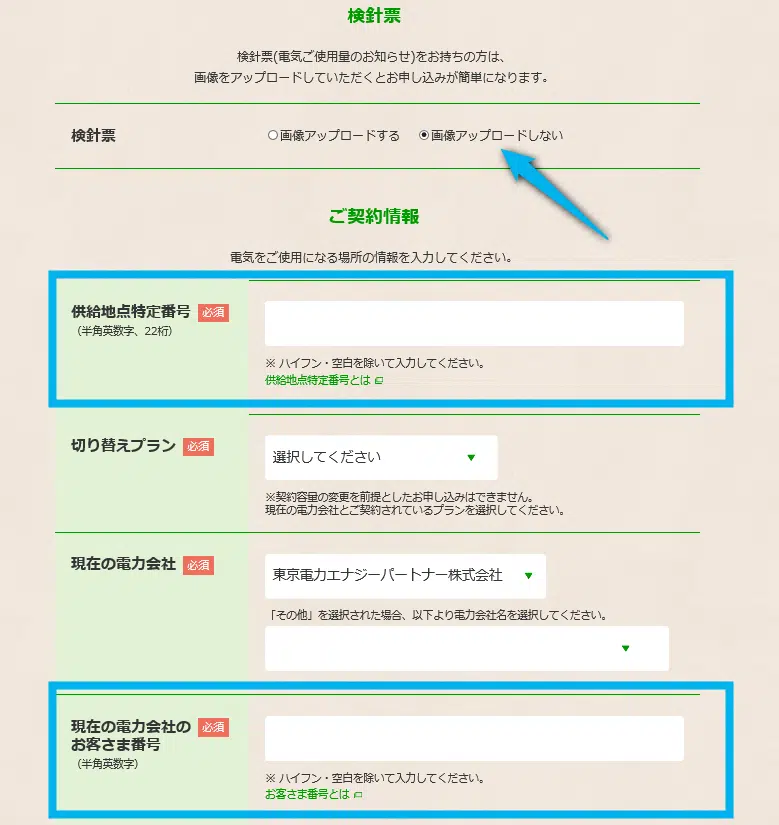 検針票
検針票(電気ご使用量のお知らせ)をお持ちの方は、
画像をアップロードしていただくとお申し込みが簡単になります。
検針票
画像アップロードする 画像アップロードしない
ご契約情報
電気をご使用になる場所の情報を入力してください。
供給地点特定番号 必須
（半角英数字、22桁）
※ ハイフン・空白を除いて入力してください。
供給地点特定番号とは
切り替えプラン 必須
選択してください
※契約容量の変更を前提としたお申し込みはできません。
現在の電力会社とご契約されているプランを選択してください。
現在の電力会社 必須
東京電力エナジーパートナー株式会社
「その他」を選択された場合、以下より電力会社名を選択してください。
現在の電力会社の 必須
お客さま番号
（半角英数字）
※ ハイフン・空白を除いて入力してください。
お客さま番号とは